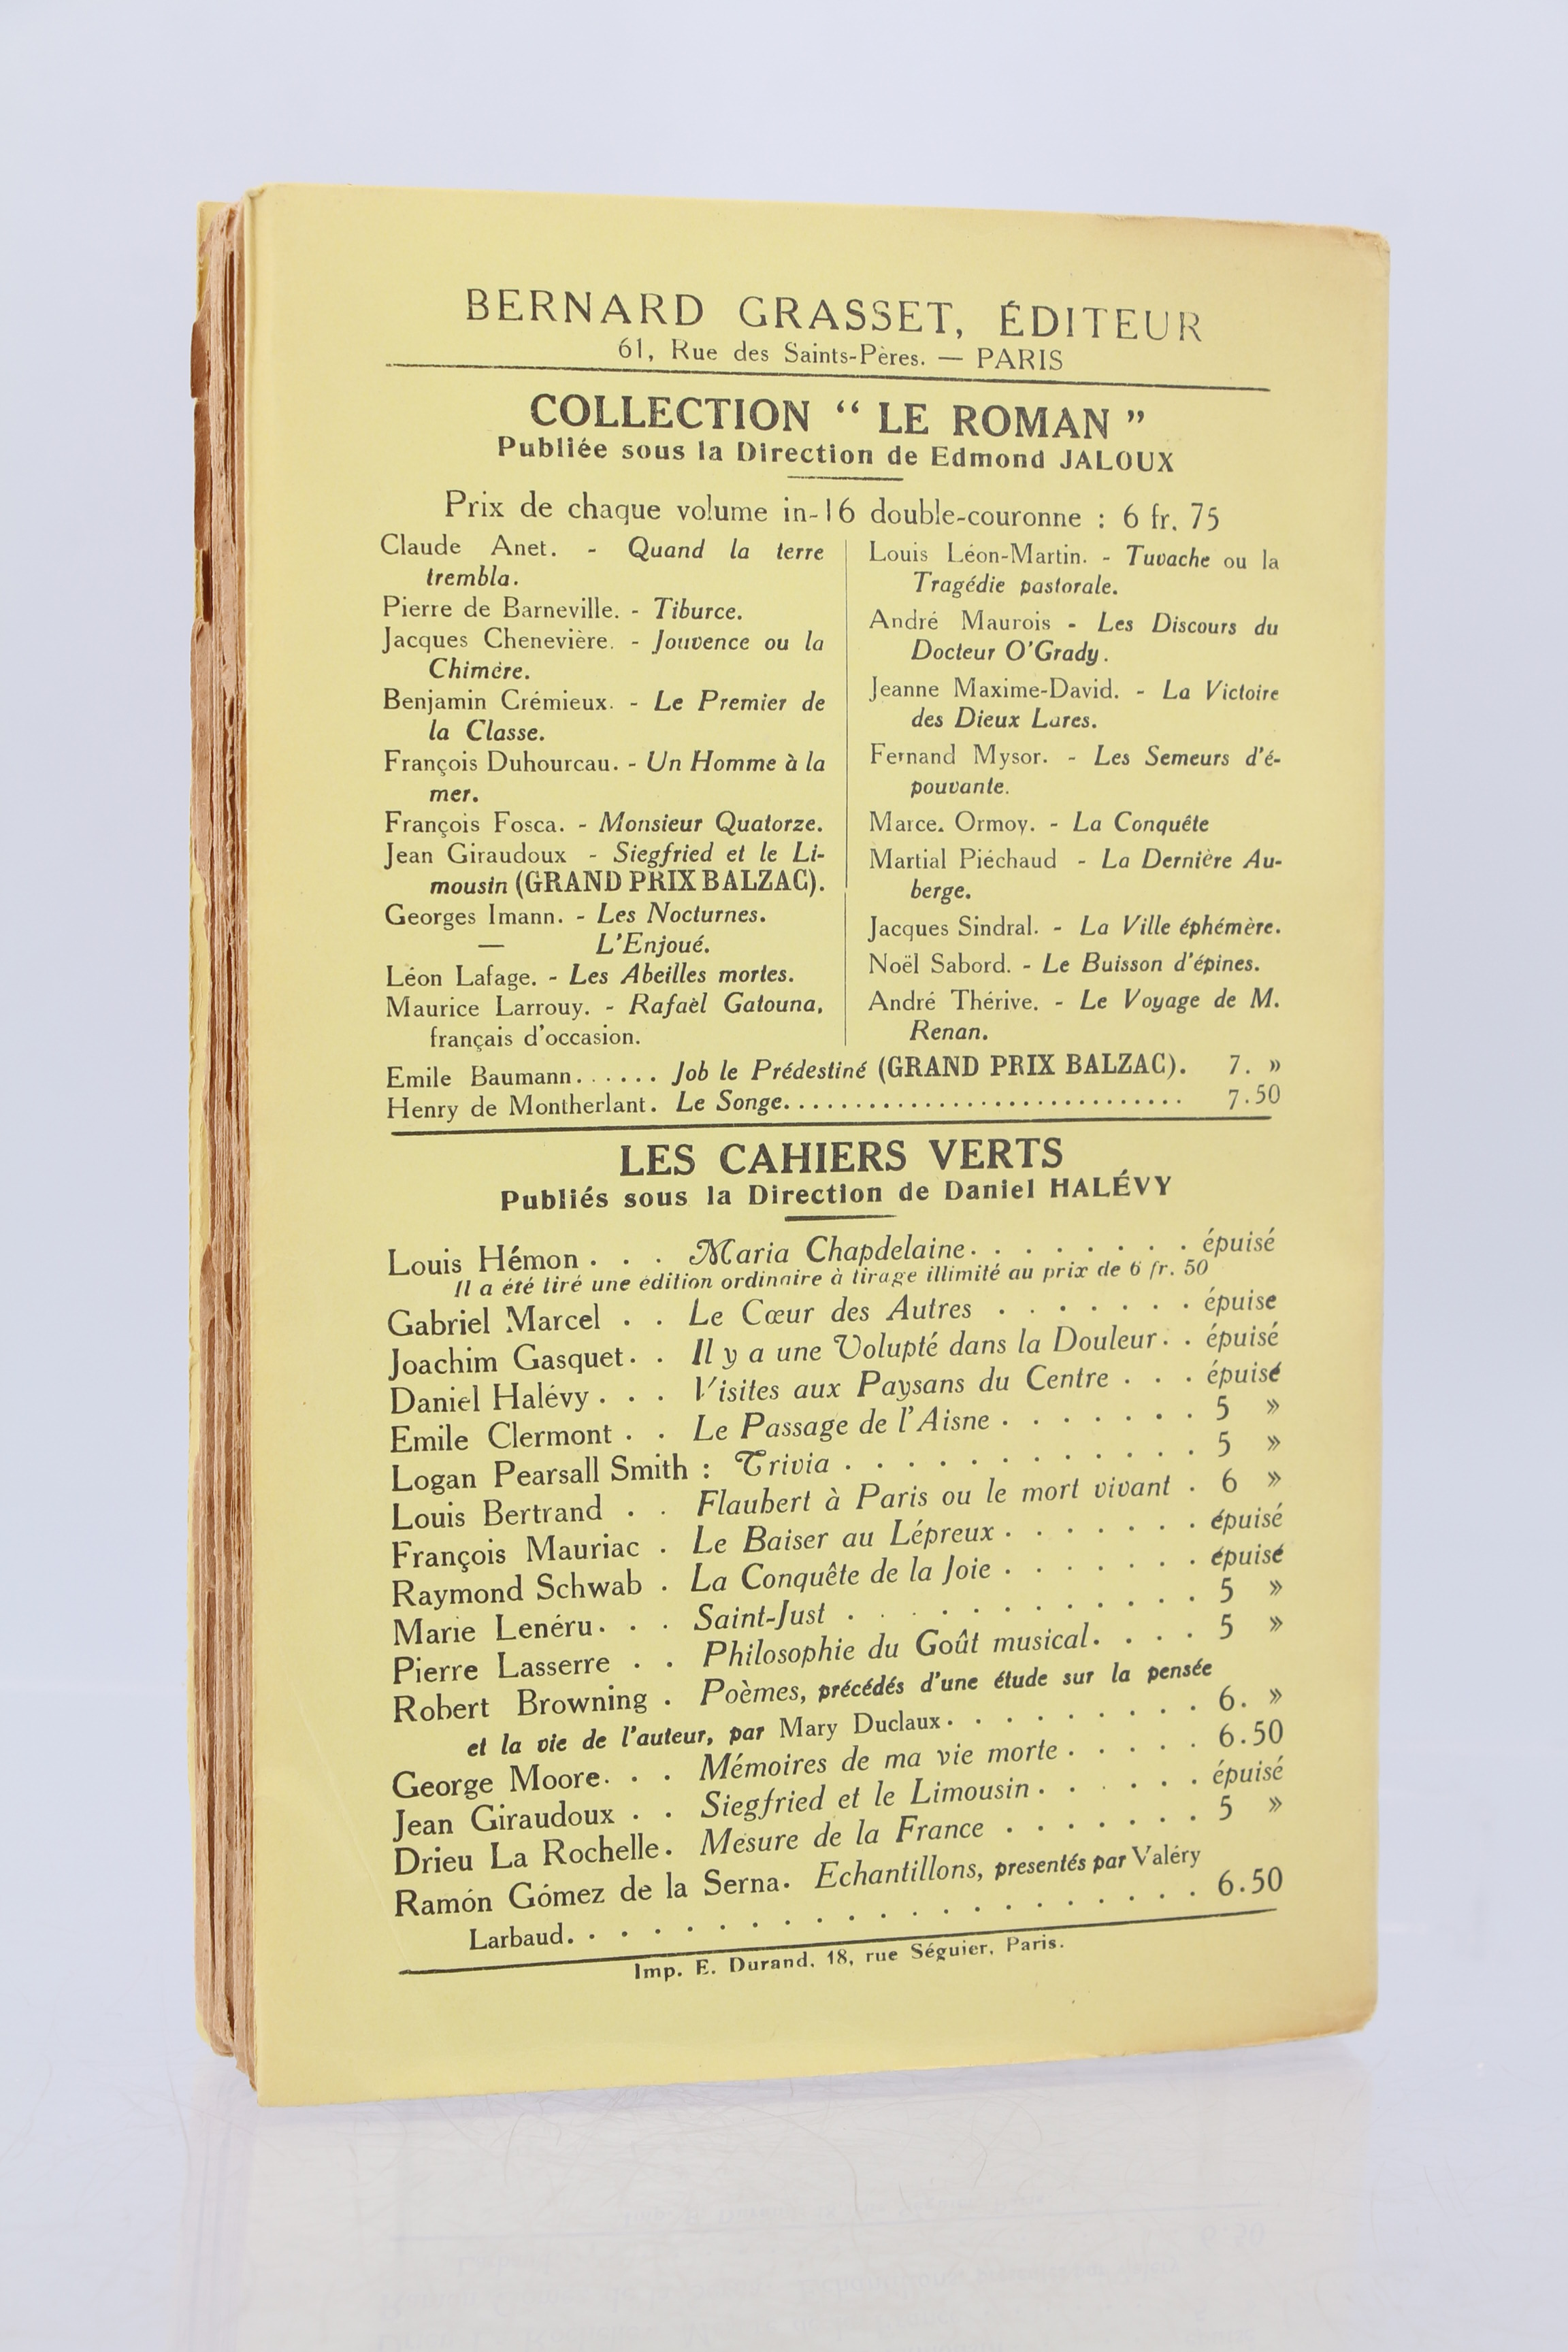 BERNARD GRASSET, ÉDITEUR
61, Rue des Saints-Pères. — PARIS
COLLECTION “ LE ROMAN ”
Publiée sous la Direction de Edmond JALOUX
Prix de chaque volume in-16 double-couronne : 6 fr. 75
Claude Anet. - Quand la terre
trembla.
Pierre de Barneville. - Tiburce.
Jacques Chenevière. - Jouvence ou la
Chimère.
Benjamin Crémieux. - Le Premier de
la Classe.
François Duhourcau. - Un Homme à la
mer.
François Fosca. - Monsieur Quatorze.
Jean Giraudoux - Siegfried et le Li-
mousin (GRAND PRIX BALZAC).
Georges Imann. - Les Nocturnes.
— L'Enjoué.
Léon Lafage. - Les Abeilles mortes.
Maurice Larrouy. - Rafaël Gatouna,
français d'occasion.
Louis Léon-Martin. - Tuvache ou la
Tragédie pastorale.
André Maurois - Les Discours du
Docteur O'Grady.
Jeanne Maxime-David. - La Victoire
des Dieux Lares.
Fernand Mysor. - Les Semeurs d'é-
pouvante.
Marce. Ormoy. - La Conquête
Martial Piéchaud - La Dernière Au-
berge.
Jacques Sindral. - La Ville éphémère.
Noël Sabord. - Le Buisson d'épines.
André Thérive. - Le Voyage de M.
Renan.
Emile Baumann...... Job le Prédestiné (GRAND PRIX BALZAC). 7. »
Henry de Montherlant. Le Songe............................ 7.50
LES CAHIERS VERTS
Publiés sous la Direction de Daniel HALÉVY
Louis Hémon . . . Maria Chapdelaine. . . . . . . . épuisé
Il a été tiré une édition ordinaire à tirage illimité au prix de 6 fr. 50
Gabriel Marcel . . Le Cœur des Autres . . . . . . . épuise
Joachim Gasquet. . Il y a une Volupté dans la Douleur. . épuisé
Daniel Halévy . . . Visites aux Paysans du Centre . . . épuisé
Emile Clermont . . Le Passage de l'Aisne . . . . . . . 5 »
Logan Pearsall Smith : Trivia . . . . . . . . . . . . 5 »
Louis Bertrand . . Flaubert à Paris ou le mort vivant . 6 »
François Mauriac . Le Baiser au Lépreux . . . . . . . épuisé
Raymond Schwab . La Conquête de la Joie . . . . . . . épuisé
Marie Lenéru. . . Saint-Just . . . . . . . . . . . . 5 »
Pierre Lasserre . . Philosophie du Goût musical. . . . 5 »
Robert Browning . Poèmes, précédés d'une étude sur la pensée
et la vie de l'auteur, par Mary Duclaux. . . . . . . . . 6. »
George Moore. . . Mémoires de ma vie morte . . . . . 6.50
Jean Giraudoux . . Siegfried et le Limousin . . . . . . épuisé
Drieu La Rochelle. Mesure de la France . . . . . . . 5 »
Ramón Gómez de la Serna. Echantillons, presentés par Valéry
Larbaud. . . . . . . . . . . . . . . . . . . . . 6.50
Imp. E. Durand, 18, rue Séguier, Paris.